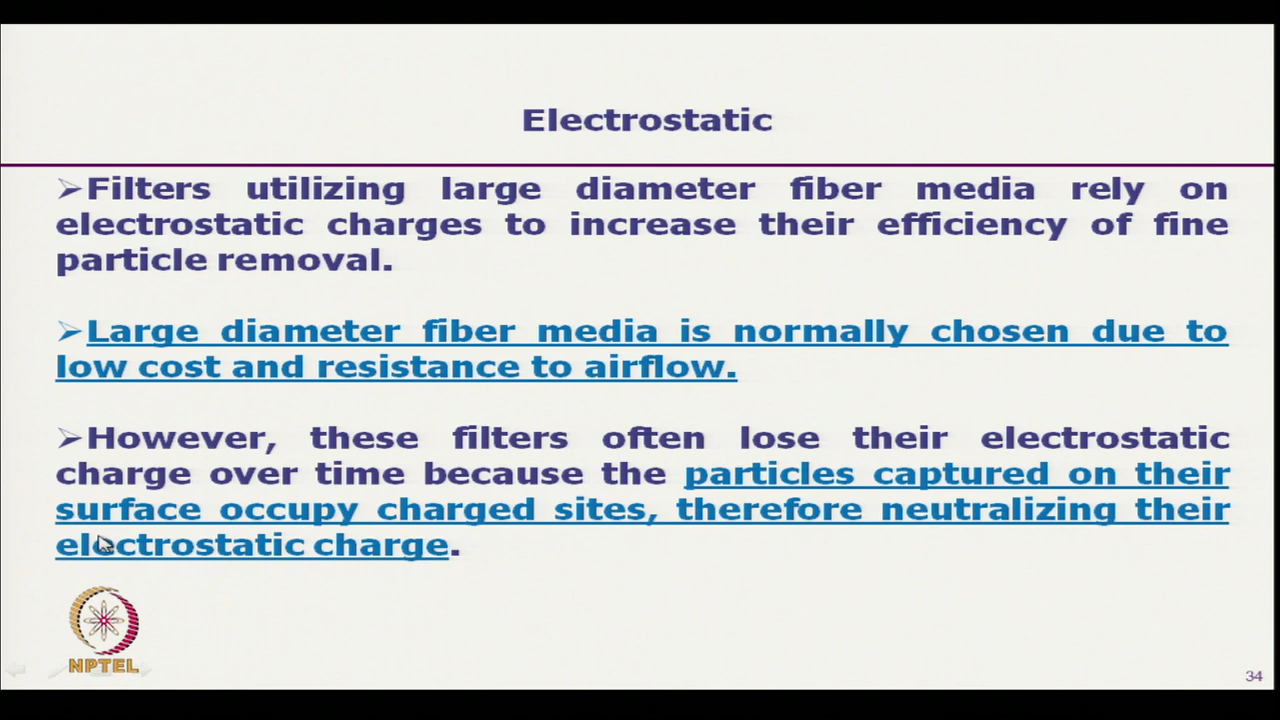 Electrostatic
➢Filters utilizing large diameter fiber media rely on
electrostatic charges to increase their efficiency of fine
particle removal.
➢Large diameter fiber media is normally chosen due to
low cost and resistance to airflow.
➢However, these filters often lose their electrostatic
charge over time because the particles captured on their
surface occupy charged sites, therefore neutralizing their
electrostatic charge.
NPTEL
34